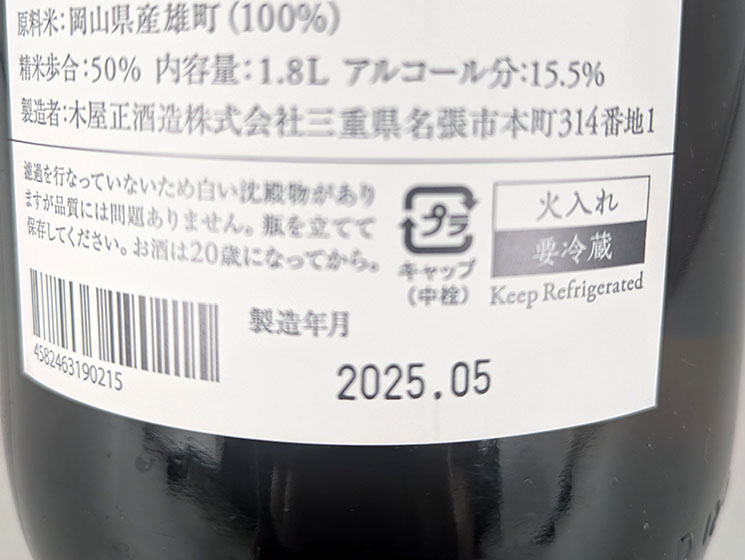 原料米:岡山県産雄町(100%)
精米歩合:50% 内容量:1.8L アルコール分:15.5%
製造者:木屋正酒造株式会社三重県名張市本町314番地1
濾過を行なっていないため白い沈殿物があり
ますが品質には問題ありません。瓶を立てて
保存してください。お酒は20歳になってから。
プラ
キャップ
(中栓)
火入れ
要冷蔵
Keep Refrigerated
4582463190215
製造年月
2025.05